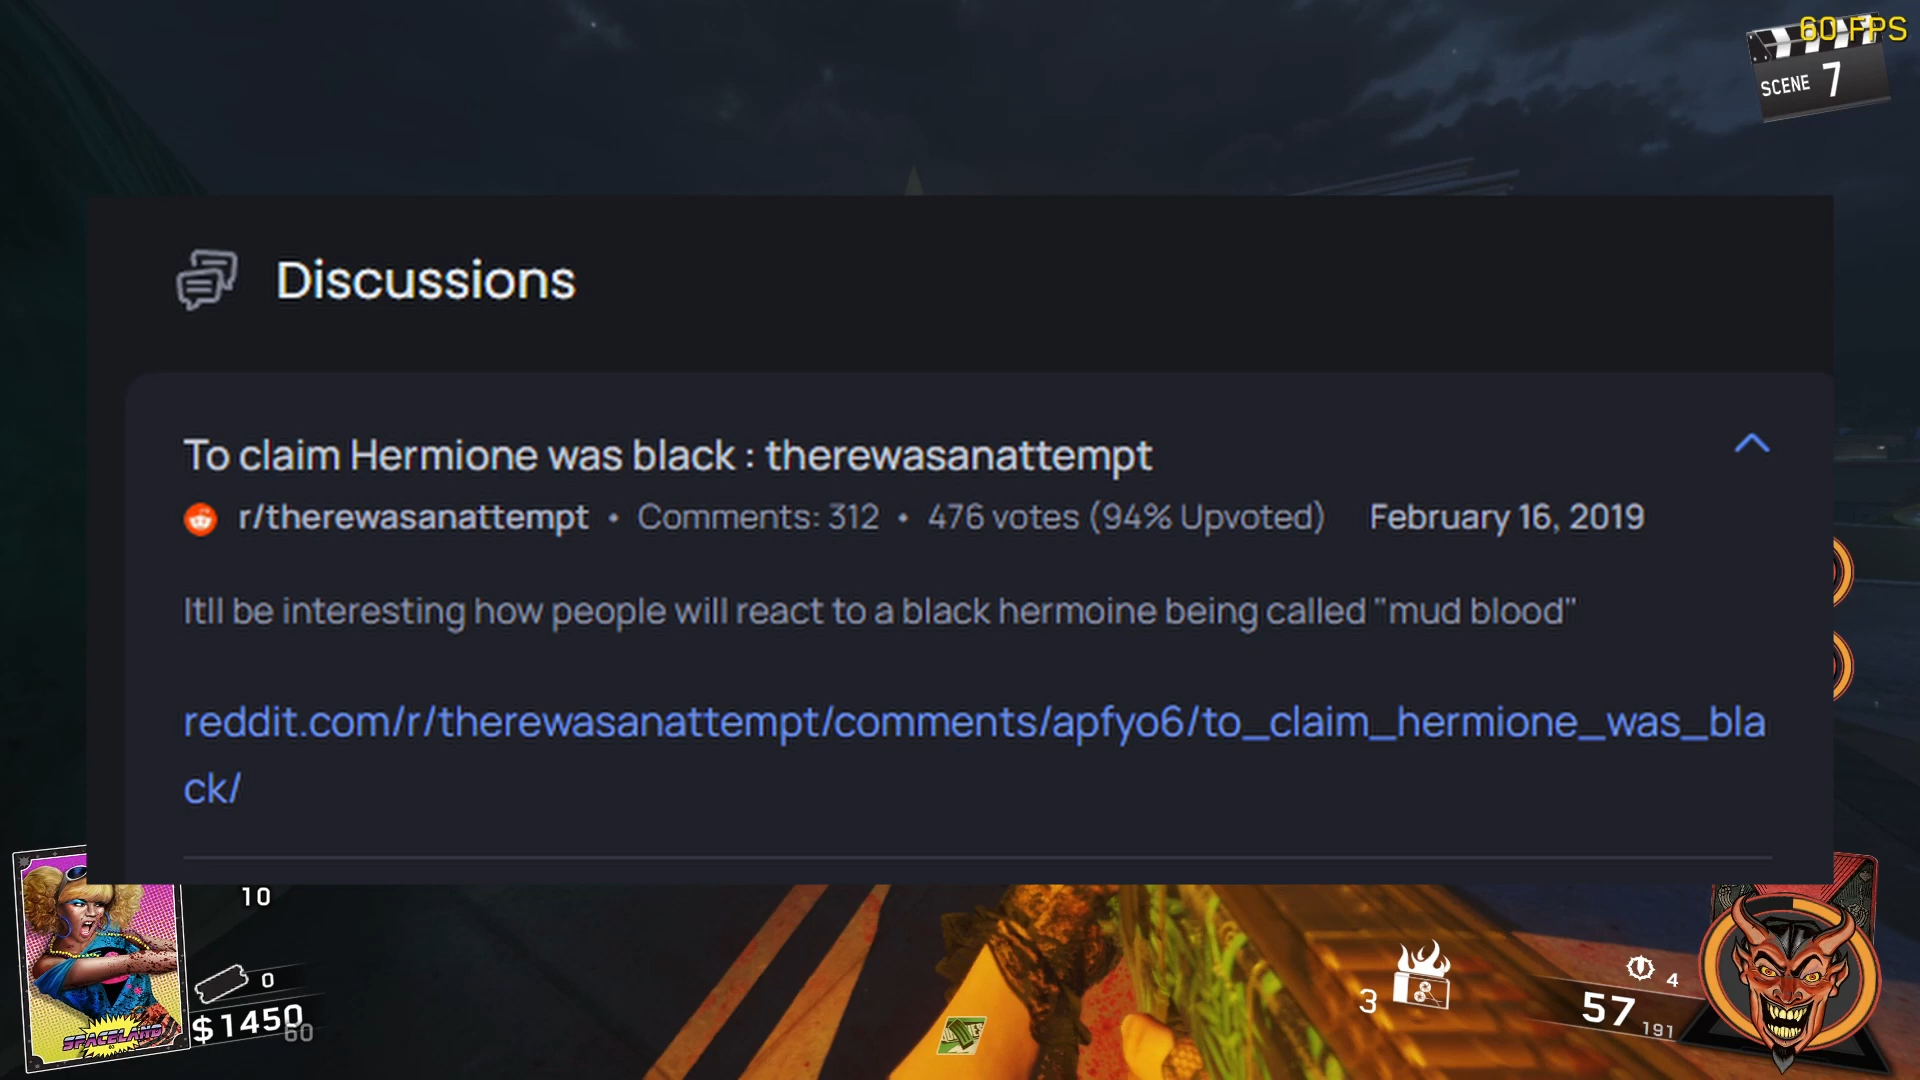 60 FPS
SCENE 7
Discussions
To claim Hermione was black : therewasanattempt
r/therewasanattempt • Comments: 312 • 476 votes (94% Upvoted) February 16, 2019
Itll be interesting how people will react to a black hermoine being called "mud blood"
reddit.com/r/therewasanattempt/comments/apfyo6/to_claim_hermione_was_bla
ck/
10
0
$1450
60
SPACELAND
3
4
57
191